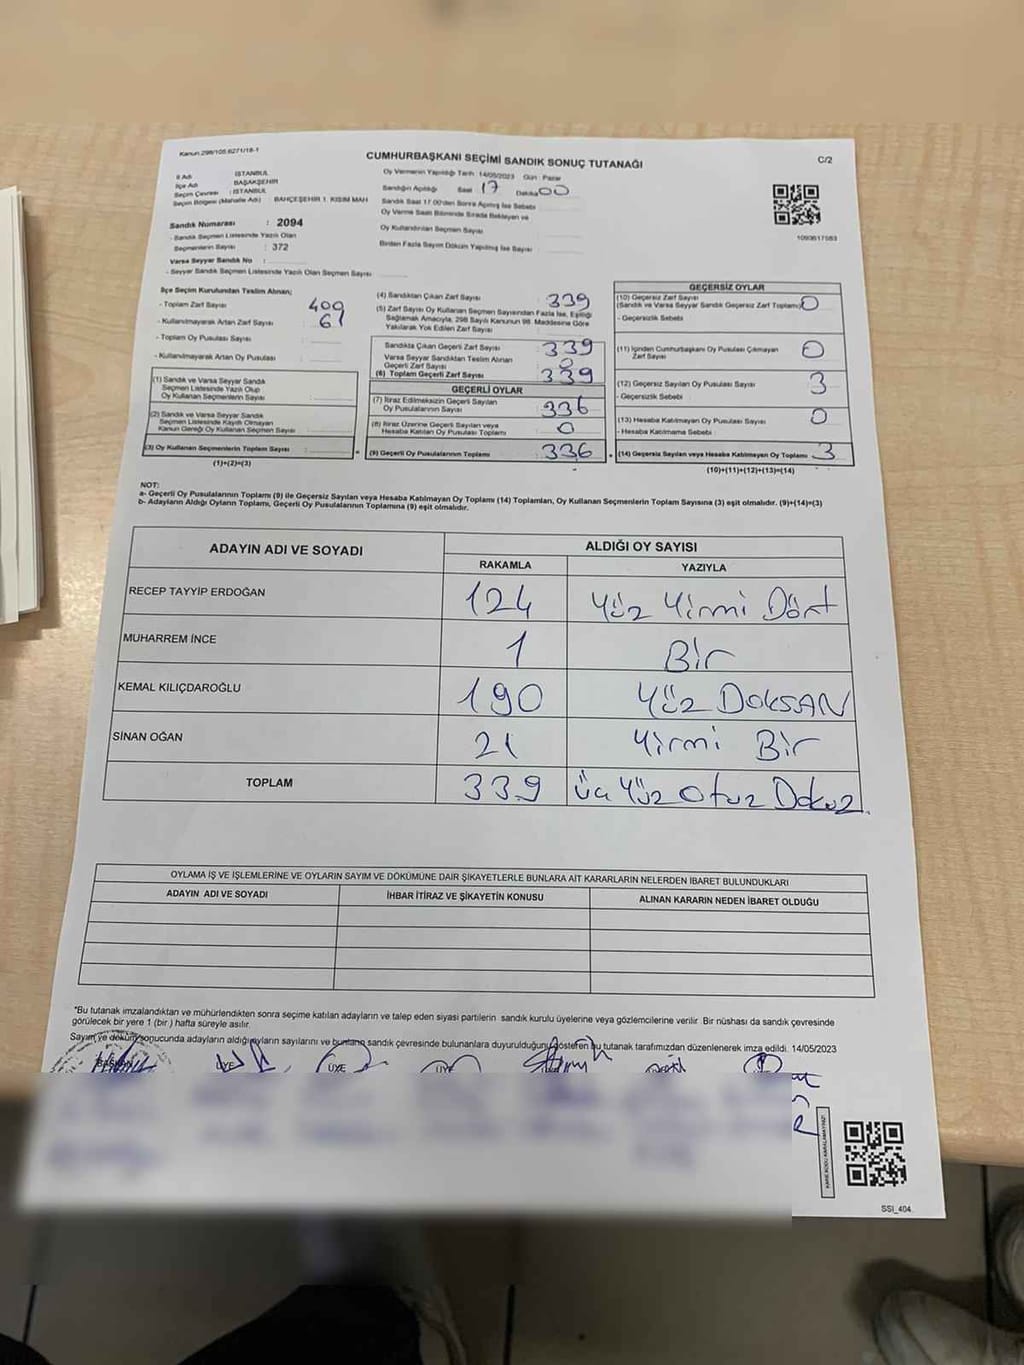 Kanun:298/105.6271/18-1
CUMHURBAŞKANI SEÇİMİ SANDIK SONUÇ TUTANAĞI
C/2
İl Adı : İSTANBUL
İlçe Adı : BAŞAKŞEHİR
Seçim Çevresi : İSTANBUL
Seçim Bölgesi (Mahalle Adı) : BAHÇEŞEHİR 1. KISIM MAH
Sandık Numarası : 2094
- Sandık Seçmen Listesinde Yazılı Olan
Seçmenlerin Sayısı : 372
Varsa Seyyar Sandık No :
- Seyyar Sandık Seçmen Listesinde Yazılı Olan Seçmen Sayısı :
Oy Vermenin Yapıldığı Tarih : 14/05/2023 Gün : Pazar
Sandığın Açıldığı Saat : 17 Dakika : 00
Sandık Saat 17:00'den Sonra Açılmış İse Sebebi
Oy Verme Saati Bitiminde Sırada Bekleyen ve
Oy Kullandırılan Seçmen Sayısı
Birden Fazla Sayım Döküm Yapılmış İse Sayısı :
1093617583
İlçe Seçim Kurulundan Teslim Alınan;
- Toplam Zarf Sayısı : 409
- Kullanılmayarak Artan Zarf Sayısı : 67
- Toplam Oy Pusulası Sayısı :
- Kullanılmayarak Artan Oy Pusulası :
(1) Sandık ve Varsa Seyyar Sandık
Seçmen Listesinde Yazılı Olup
Oy Kullanan Seçmenlerin Sayısı :
(2) Sandık ve Varsa Seyyar Sandık
Seçmen Listesinde Kayıtlı Olmayan
Kanun Gereği Oy Kullanan Seçmen Sayısı :
(3) Oy Kullanan Seçmenlerin Toplam Sayısı :
(1)+(2)=(3)
(4) Sandıktan Çıkan Zarf Sayısı : 339
(5) Zarf Sayısı Oy Kullanan Seçmen Sayısından Fazla İse, Eşitliği
Sağlamak Amacıyla, 298 Sayılı Kanunun 98. Maddesine Göre
Yakılarak Yok Edilen Zarf Sayısı :
Sandıkta Çıkan Geçerli Zarf Sayısı : 339
Varsa Seyyar Sandıktan Teslim Alınan
Geçerli Zarf Sayısı : 0
(6) Toplam Geçerli Zarf Sayısı : 339
GEÇERLİ OYLAR
(7) İtiraz Edilmeksizin Geçerli Sayılan
Oy Pusulalarının Sayısı : 336
(8) İtiraz Üzerine Geçerli Sayılan veya
Hesaba Katılan Oy Pusulası Toplamı : 0
(9) Geçerli Oy Pusulalarının Toplamı : 336
GEÇERSİZ OYLAR
(10) Geçersiz Zarf Sayısı
(Sandık ve Varsa Seyyar Sandık Geçersiz Zarf Toplamı) : 0
- Geçersizlik Sebebi :
(11) İçinden Cumhurbaşkanı Oy Pusulası Çıkmayan
Zarf Sayısı : 0
(12) Geçersiz Sayılan Oy Pusulası Sayısı : 3
- Geçersizlik Sebebi :
(13) Hesaba Katılmayan Oy Pusulası Sayısı : 0
- Hesaba Katılmama Sebebi :
(14) Geçersiz Sayılan veya Hesaba Katılmayan Oy Toplamı : 3
(10)+(11)+(12)+(13)=(14)
NOT:
a- Geçerli Oy Pusulalarının Toplamı (9) ile Geçersiz Sayılan veya Hesaba Katılmayan Oy Toplamı (14) Toplamları, Oy Kullanan Seçmenlerin Toplam Sayısına (3) eşit olmalıdır. (9)+(14)=(3)
b- Adayların Aldığı Oyların Toplamı, Geçerli Oy Pusulalarının Toplamına (9) eşit olmalıdır.
ADAYIN ADI VE SOYADI ALDIĞI OY SAYISI
RAKAMLA YAZIYLA
RECEP TAYYİP ERDOĞAN 124 Yüz Yirmi Dört
MUHARREM İNCE 1 Bir
KEMAL KILIÇDAROĞLU 190 Yüz DOKSAN
SİNAN OĞAN 21 Yirmi Bir
TOPLAM 339 Üç Yüz Otuz Dokuz
OYLAMA İŞ VE İŞLEMLERİNE VE OYLARIN SAYIM VE DÖKÜMÜNE DAİR ŞİKAYETLERLE BUNLARA AİT KARARLARIN NELERDEN İBARET BULUNDUKLARI
ADAYIN ADI VE SOYADI İHBAR İTİRAZ VE ŞİKAYETİN KONUSU ALINAN KARARIN NEDEN İBARET OLDUĞU
*Bu tutanak imzalandıktan ve mühürlendikten sonra seçime katılan adayların ve talep eden siyasi partilerin sandık kurulu üyelerine veya gözlemcilerine verilir. Bir nüshası da sandık çevresinde
görülecek bir yere 1 (bir ) hafta süreyle asılır.
Sayım ve döküm sonucunda adayların aldığı oyların sayılarını ve bunların sandık çevresinde bulunanlara duyurulduğunu gösteren bu tutanak tarafımızdan düzenlenerek imza edildi. 14/05/2023
BAŞKAN ÜYE ÜYE ÜYE
SSI_404